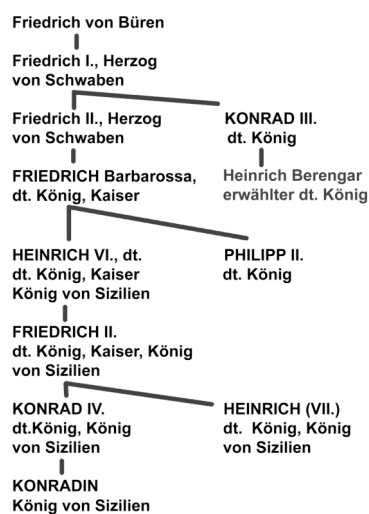 Friedrich von Büren
Friedrich I., Herzog
von Schwaben
Friedrich II., Herzog
von Schwaben
KONRAD III.
dt. König
FRIEDRICH Barbarossa,
dt. König, Kaiser
Heinrich Berengar
erwählter dt. König
HEINRICH VI., dt.
dt. König, Kaiser
König von Sizilien
PHILIPP II.
dt. König
FRIEDRICH II.
dt. König, Kaiser, König
von Sizilien
KONRAD IV.
dt.König, König
von Sizilien
HEINRICH (VII.)
dt. König, König
von Sizilien
KONRADIN
König von Sizilien